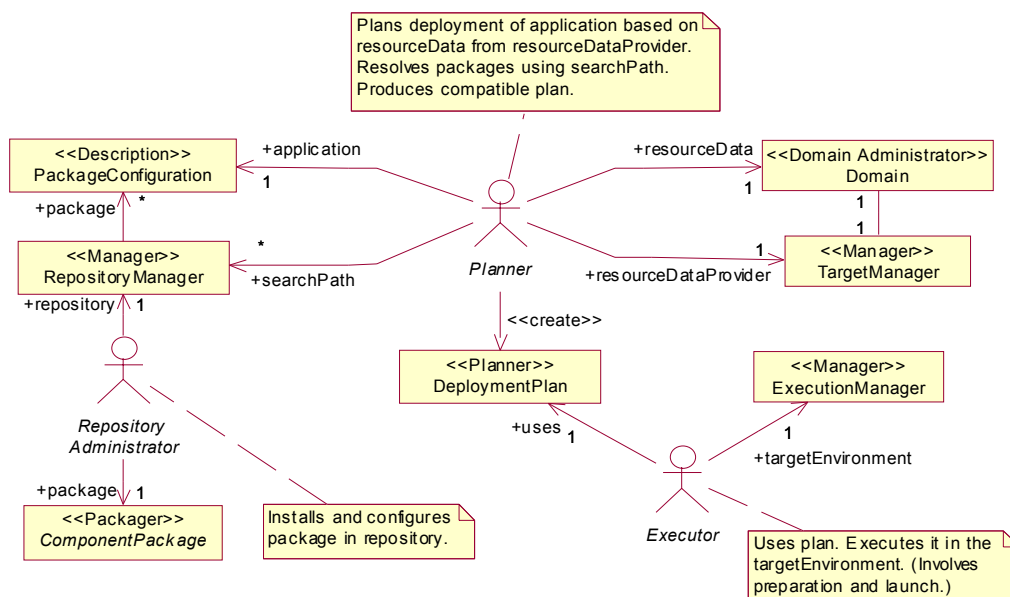 Plans deployment of application based on
resourceData from resourceDataProvider.
Resolves packages using searchPath.
Produces compatible plan.
<<Description>>
PackageConfiguration
+application
1
+resourceData
1
<<Domain Administrator>>
Domain
*
+package
1
1
<<Manager>>
RepositoryManager
*
+searchPath
Planner
1
+resourceDataProvider
<<Manager>>
TargetManager
+repository
1
<<create>>
<<Planner>>
DeploymentPlan
<<Manager>>
ExecutionManager
Repository
Administrator
+uses
1
1
+targetEnvironment
+package
1
<<Packager>>
ComponentPackage
Installs and configures
package in repository.
Executor
Uses plan. Executes it in the
targetEnvironment. (Involves
preparation and launch.)